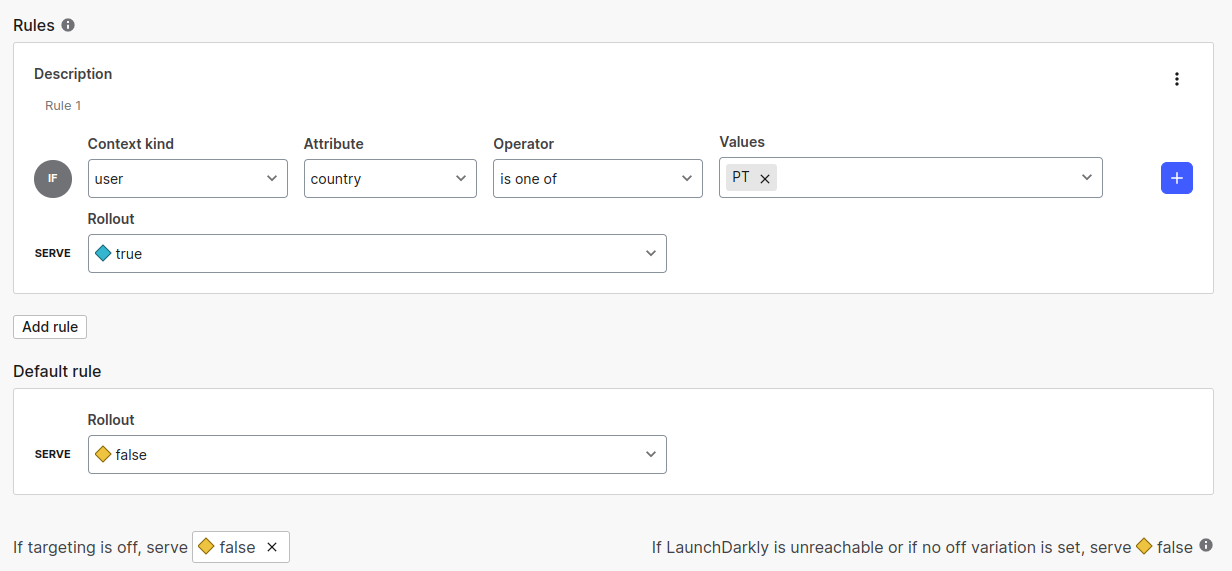 Rules
Description
Rule 1
Context kind Attribute Operator Values
IF user country is one of PT
Rollout
SERVE true
Add rule
Default rule
Rollout
SERVE false
If targeting is off, serve false If LaunchDarkly is unreachable or if no off variation is set, serve false